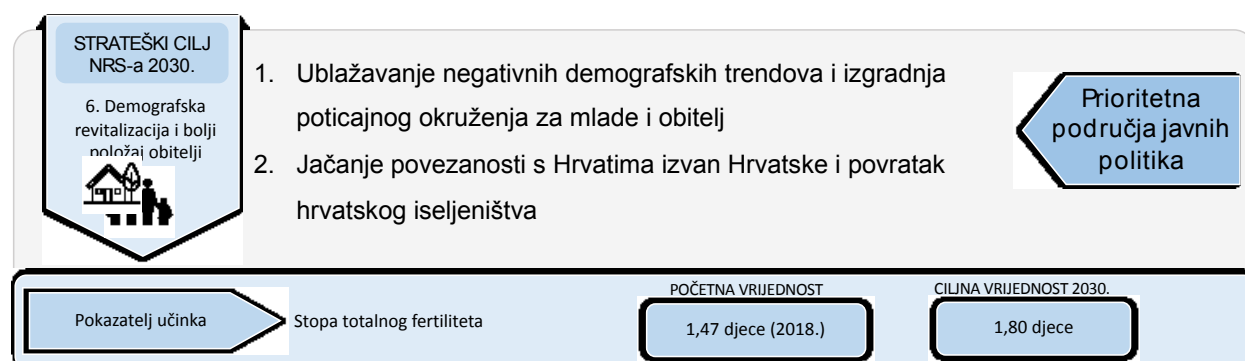 STRATEŠKI CILJ
NRS-a 2030.
6. Demografska
revitalizacija i bolji
položaj obitelji
1. Ublažavanje negativnih demografskih trendova i izgradnja
poticajnog okruženja za mlade i obitelj
2. Jačanje povezanosti s Hrvatima izvan Hrvatske i povratak
hrvatskog iseljeništva
Prioritetna
područja javnih
politika
Pokazatelj učinka
Stopa totalnog fertiliteta
POČETNA VRIJEDNOST
1,47 djece (2018.)
CILJNA VRIJEDNOST 2030.
1,80 djece